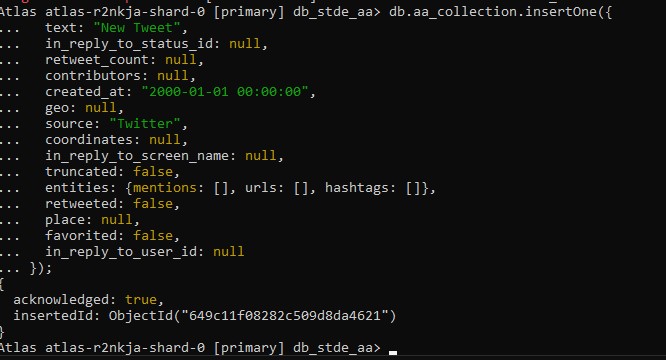 Atlas atlas-r2nkja-shard-0 [primary] db_stde_aa> db.aa_collection.insertOne({
... text: "New Tweet",
... in_reply_to_status_id: null,
... retweet_count: null,
... contributors: null,
... created_at: "2000-01-01 00:00:00",
... geo: null,
... source: "Twitter",
... coordinates: null,
... in_reply_to_screen_name: null,
... truncated: false,
... entities: {mentions: [], urls: [], hashtags: []},
... retweeted: false,
... place: null,
... favorited: false,
... in_reply_to_user_id: null
... });
{
acknowledged: true,
insertedId: ObjectId("649c11f08282c509d8da4621")
}
Atlas atlas-r2nkja-shard-0 [primary] db_stde_aa>